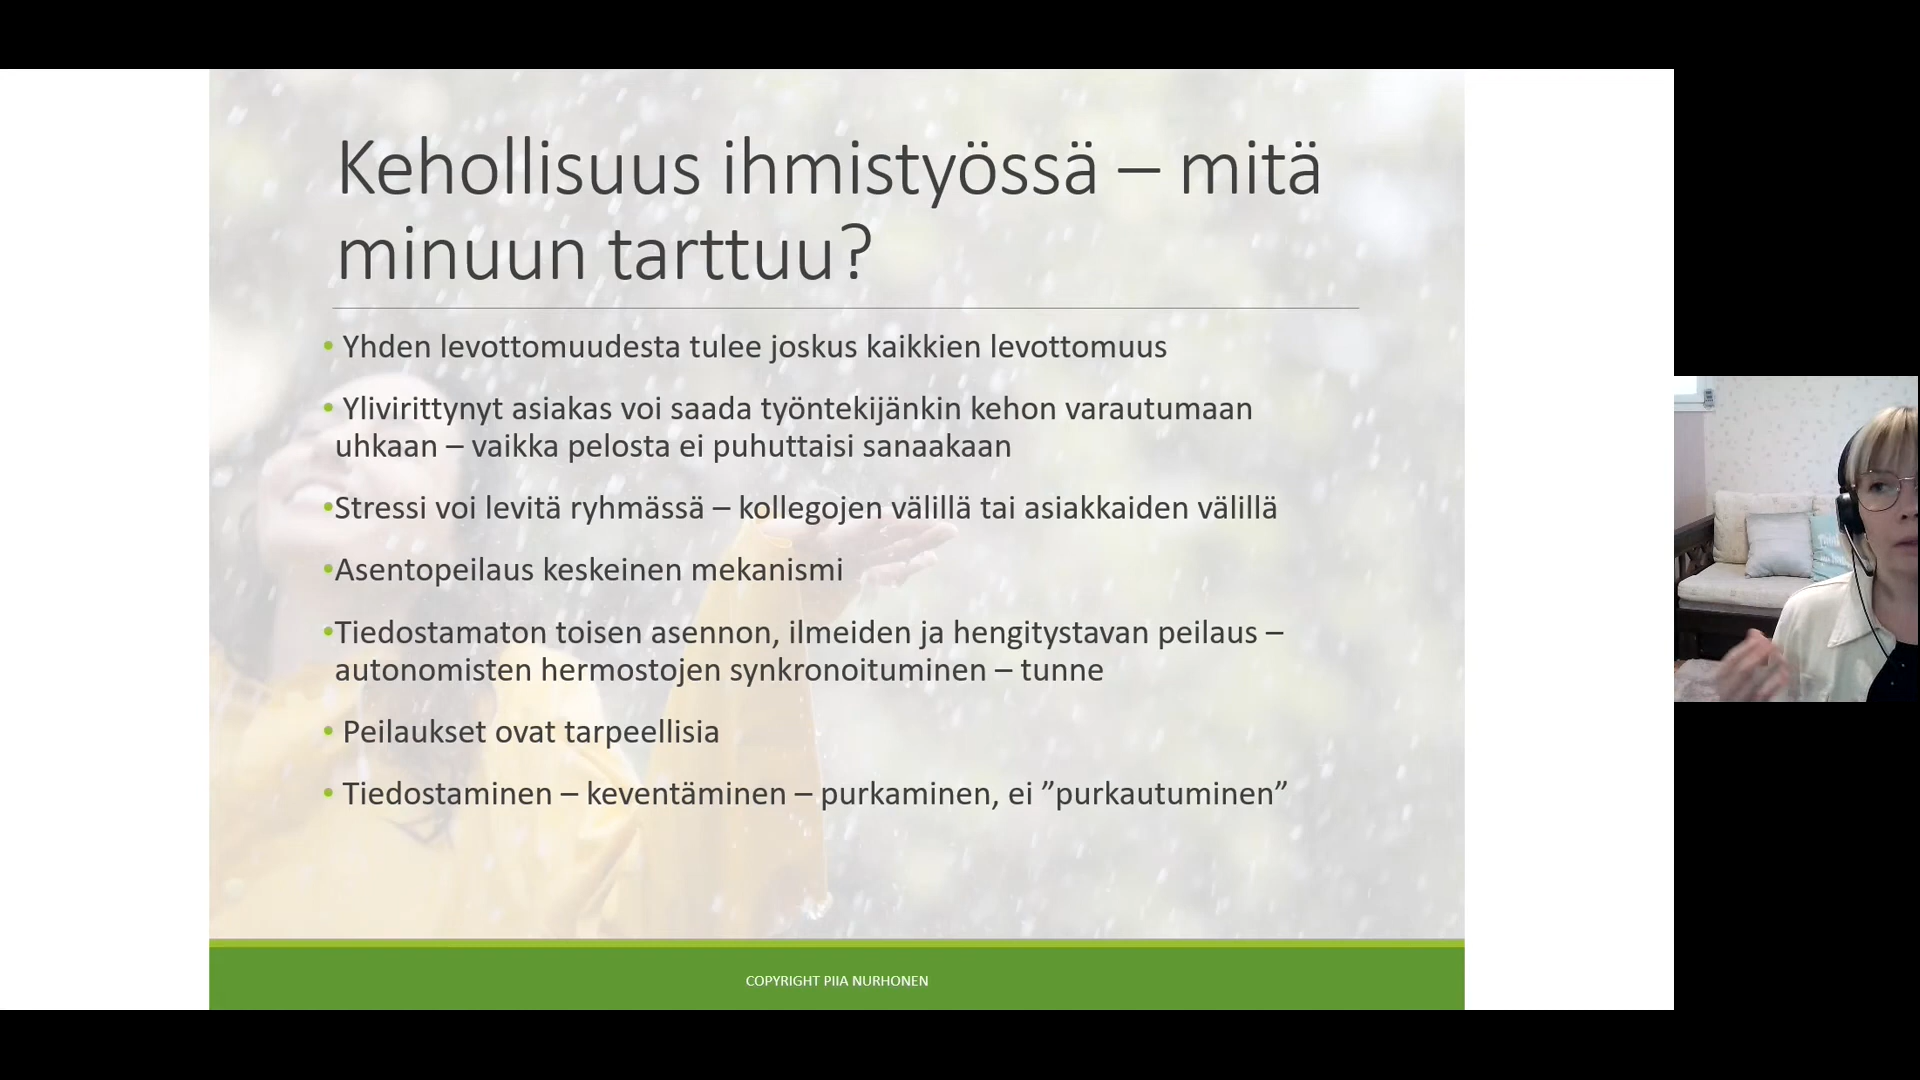 Kehollisuus ihmistyössä – mitä
minuun tarttuu?
• Yhden levottomuudesta tulee joskus kaikkien levottomuus
• Ylivirittynyt asiakas voi saada työntekijänkin kehon varautumaan
uhkaan – vaikka pelosta ei puhuttaisi sanaakaan
•Stressi voi levitä ryhmässä – kollegojen välillä tai asiakkaiden välillä
•Asentopeilaus keskeinen mekanismi
•Tiedostamaton toisen asennon, ilmeiden ja hengitystavan peilaus –
autonomisten hermostojen synkronoituminen – tunne
• Peilaukset ovat tarpeellisia
• Tiedostaminen – keventäminen – purkaminen, ei ”purkautuminen”
COPYRIGHT PIIA NURHONEN